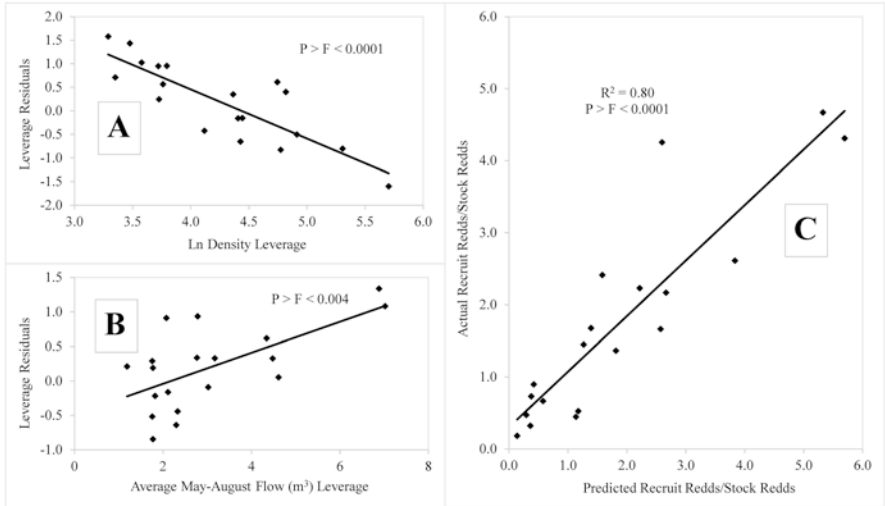 2.0
1.5
1.0
0.5
0.0
-0.5
-1.0
-1.5
-2.0
Leverage Residuals
P > F < 0.0001
A
3.0 3.5 4.0 4.5 5.0 5.5 6.0
Ln Density Leverage
1.5
1.0
0.5
0.0
-0.5
-1.0
Leverage Residuals
P > F < 0.004
B
0 2 4 6 8
Average May-August Flow (m³) Leverage
6.0
5.0
4.0
3.0
2.0
1.0
0.0
Actual Recruit Redds/Stock Redds
R² = 0.80
P > F < 0.0001
C
0.0 1.0 2.0 3.0 4.0 5.0 6.0
Predicted Recruit Redds/Stock Redds